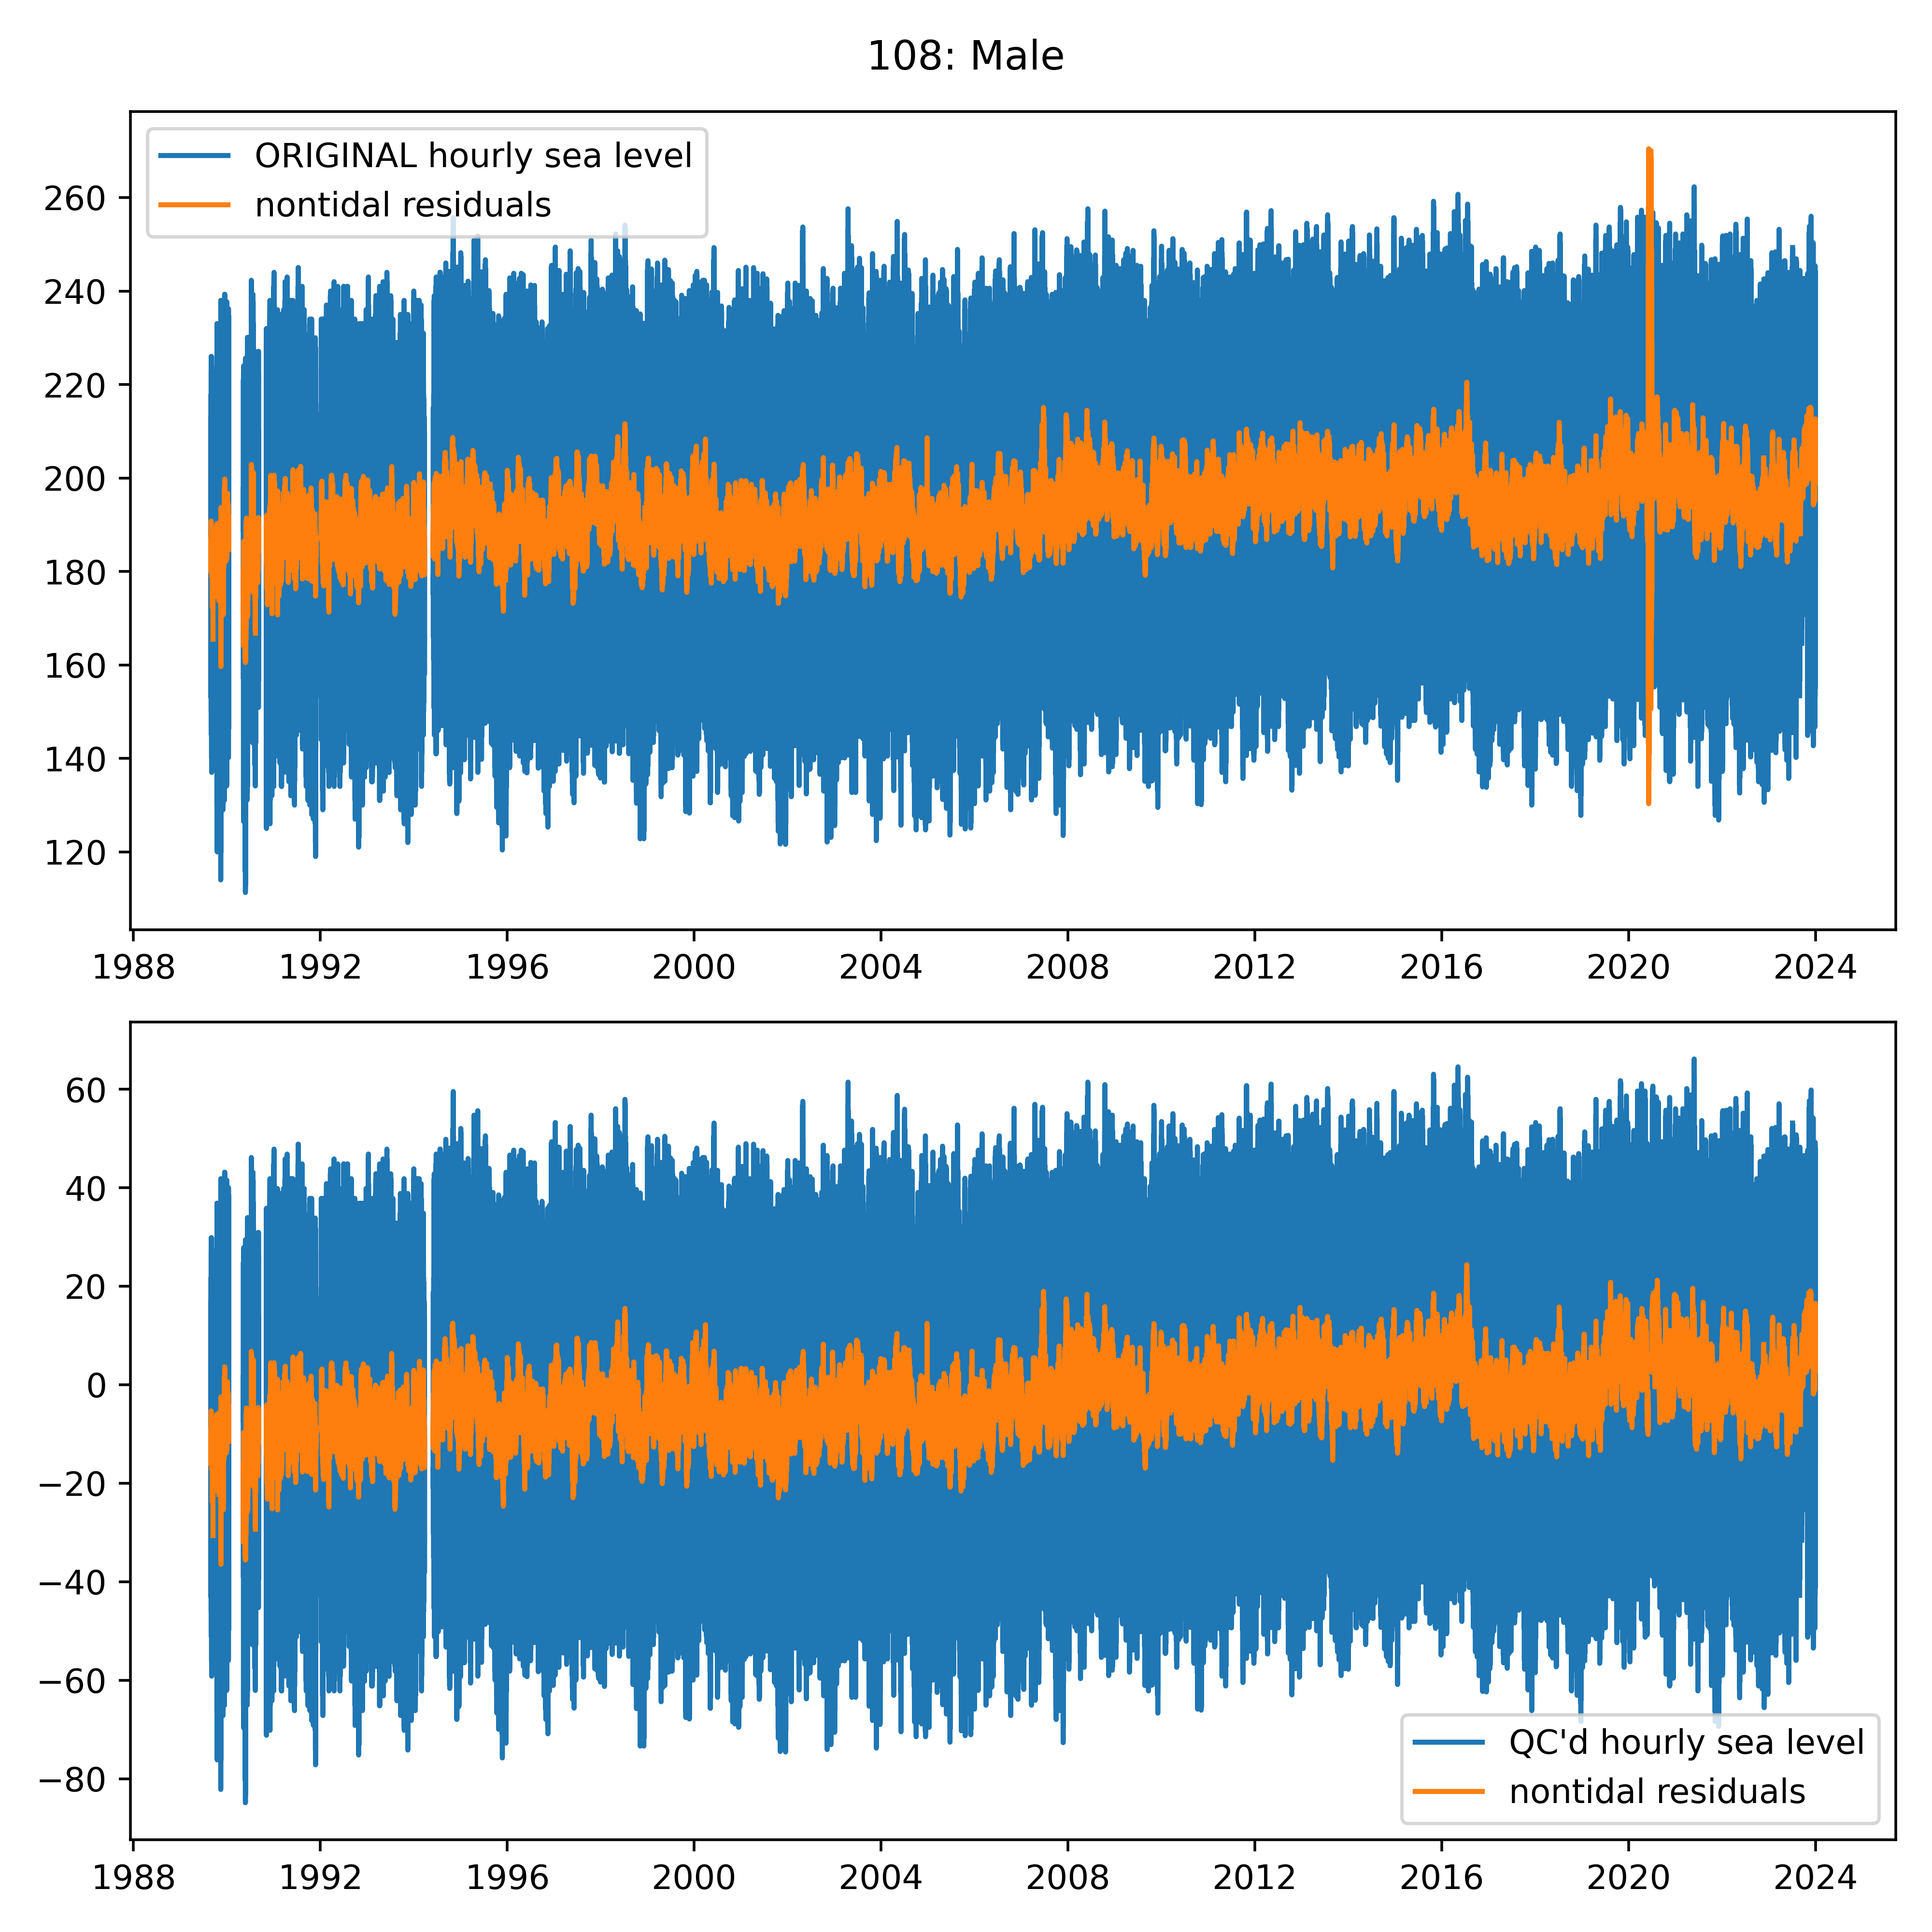 108: Male
ORIGINAL hourly sea level
nontidal residuals
260
240
220
200
180
160
140
120
1988 1992 1996 2000 2004 2008 2012 2016 2020 2024
60
40
20
0
−20
−40
−60
−80
QC'd hourly sea level
nontidal residuals
1988 1992 1996 2000 2004 2008 2012 2016 2020 2024